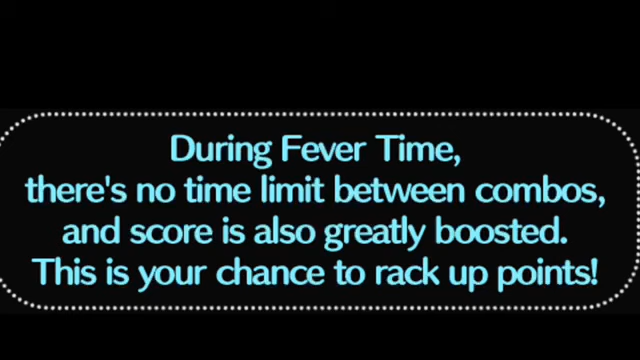 During Fever Time,
there's no time limit between combos,
and score is also greatly boosted.
This is your chance to rack up points!